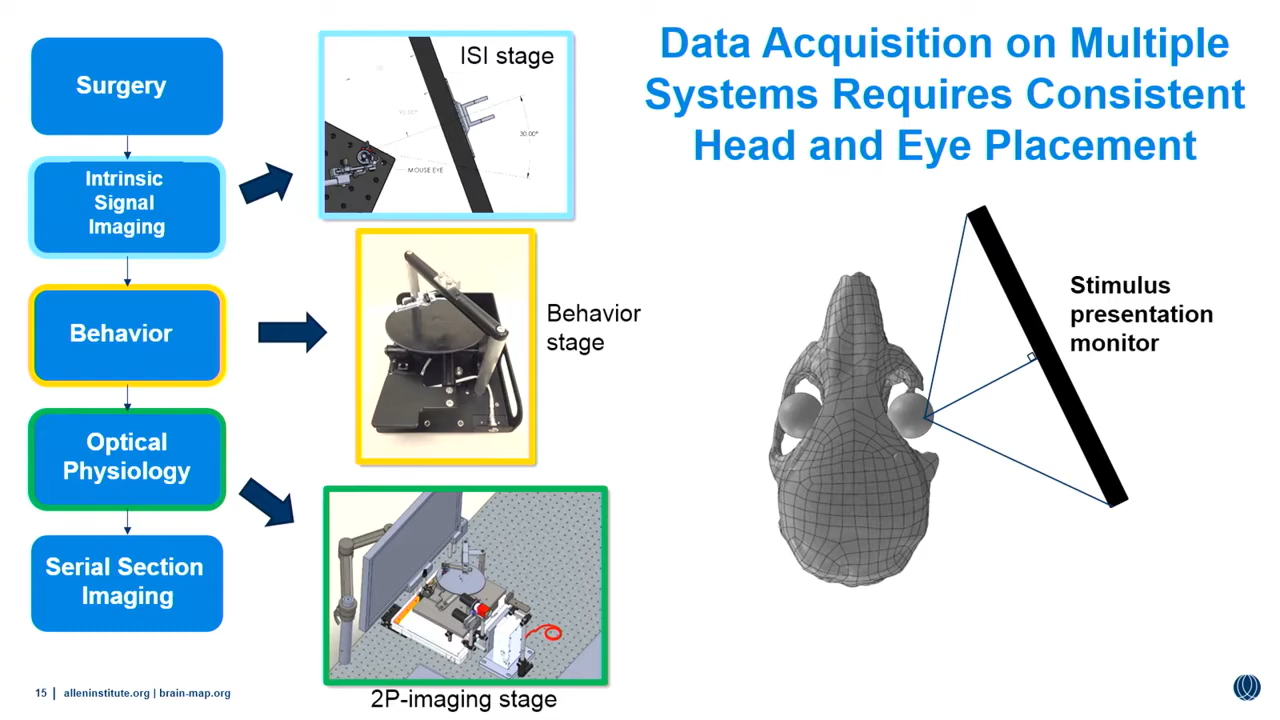 Data Acquisition on Multiple
Systems Requires Consistent
Head and Eye Placement
Surgery
Intrinsic
Signal
Imaging
Behavior
Optical
Physiology
Serial Section
Imaging
ISI stage
30.00°
MOUSE EYE
Behavior
stage
2P-imaging stage
Stimulus
presentation
monitor
15 | alleninstitute.org | brain-map.org